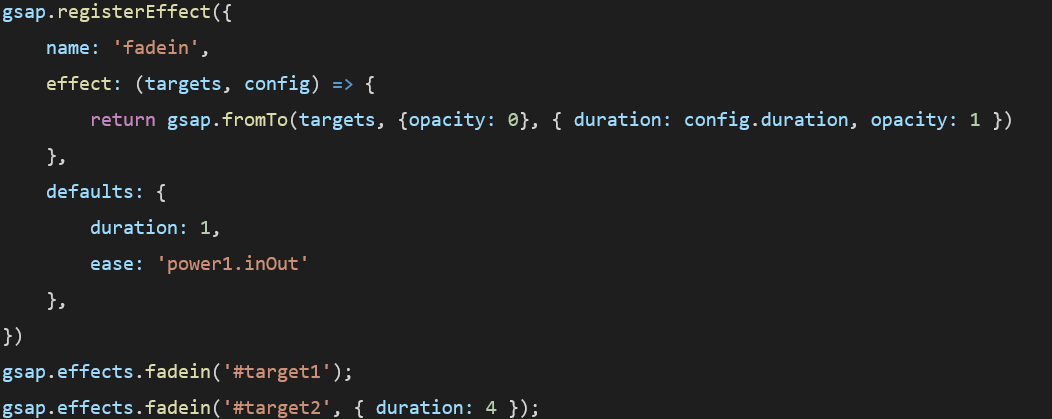 gsap.registerEffect({
    name: 'fadein',
    effect: (targets, config) => {
        return gsap.fromTo(targets, {opacity: 0}, { duration: config.duration, opacity: 1 })
    },
    defaults: {
        duration: 1,
        ease: 'power1.inOut'
    },
})
gsap.effects.fadein('#target1');
gsap.effects.fadein('#target2', { duration: 4 });